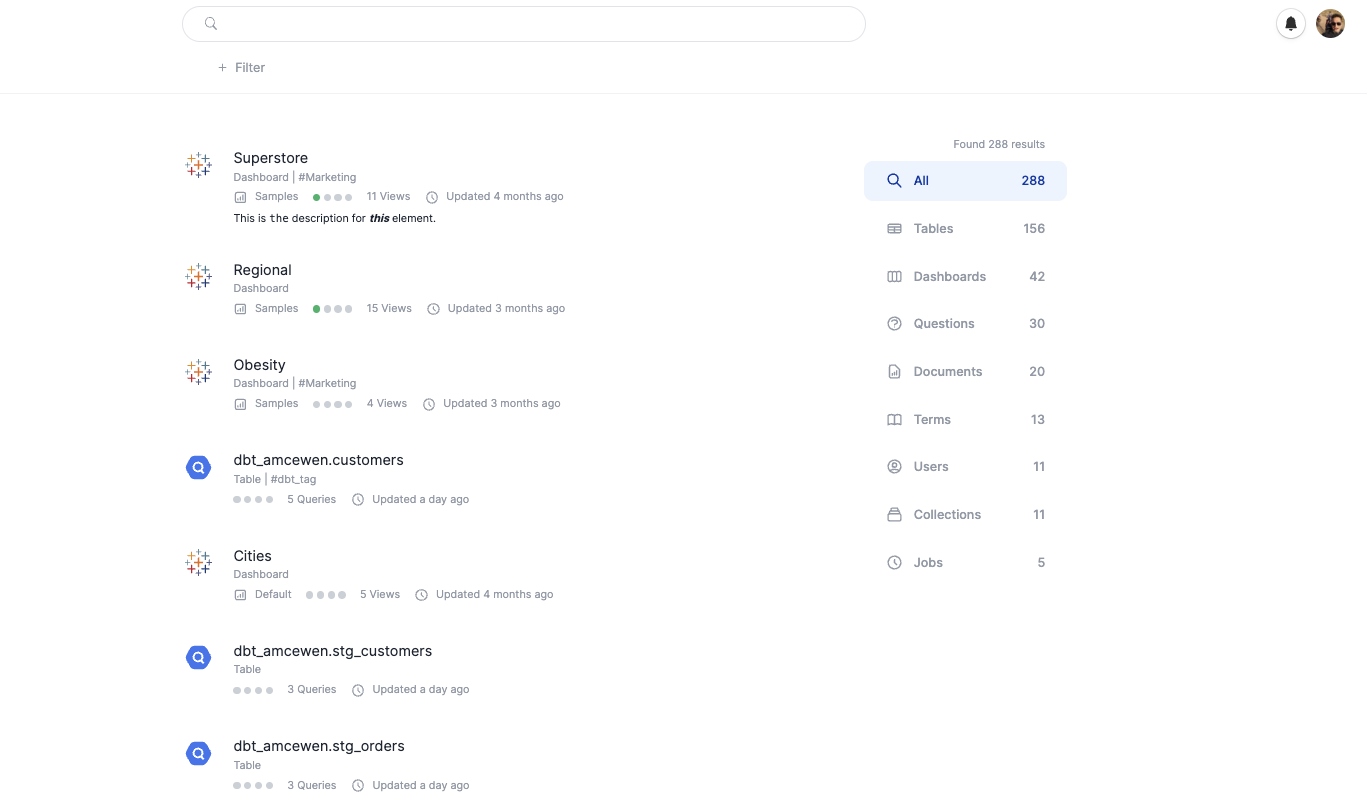 + Filter
Superstore
Dashboard | #Marketing
Samples 11 Views Updated 4 months ago
This is the description for this element.
Regional
Dashboard
Samples 15 Views Updated 3 months ago
Obesity
Dashboard | #Marketing
Samples 4 Views Updated 3 months ago
dbt_amcewen.customers
Table | #dbt_tag
5 Queries Updated a day ago
Cities
Dashboard
Default 5 Views Updated 4 months ago
dbt_amcewen.stg_customers
Table
3 Queries Updated a day ago
dbt_amcewen.stg_orders
Table
3 Queries Updated a day ago
Found 288 results
All 288
Tables 156
Dashboards 42
Questions 30
Documents 20
Terms 13
Users 11
Collections 11
Jobs 5